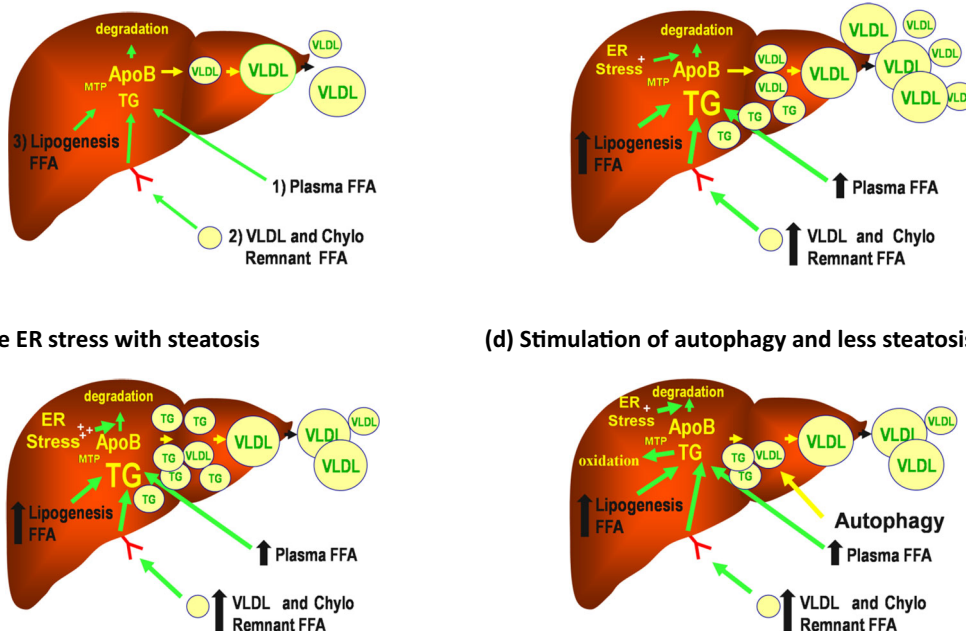 degradation
ApoB
MTP
TG
VLDL
VLDL
VLDL
VLDL
3) Lipogenesis
FFA
1) Plasma FFA
2) VLDL and Chylo
Remnant FFA
degradation
ER
Stress +
MTP
ApoB
TG
VLDL
VLDL
TG
TG
TG
VLDL
VLDL
VLDL
VLDL
VLDL
VLDL
Lipogenesis
FFA
Plasma FFA
VLDL and Chylo
Remnant FFA
e ER stress with steatosis
degradation
ER
Stress ++
++
ApoB
MTP
TG
TG
TG
TG
VLDL
TG
TG
TG
VLDL
VLDL
VLDL
VLDL
Lipogenesis
FFA
Plasma FFA
VLDL and Chylo
Remnant FFA
(d) Stimulation of autophagy and less steatosis
degradation
ER
Stress +
ApoB
MTP
TG
oxidation
TG
VLDL
TG
VLDL
VLDL
VLDL
VLDL
Lipogenesis
FFA
Autophagy
Plasma FFA
VLDL and Chylo
Remnant FFA